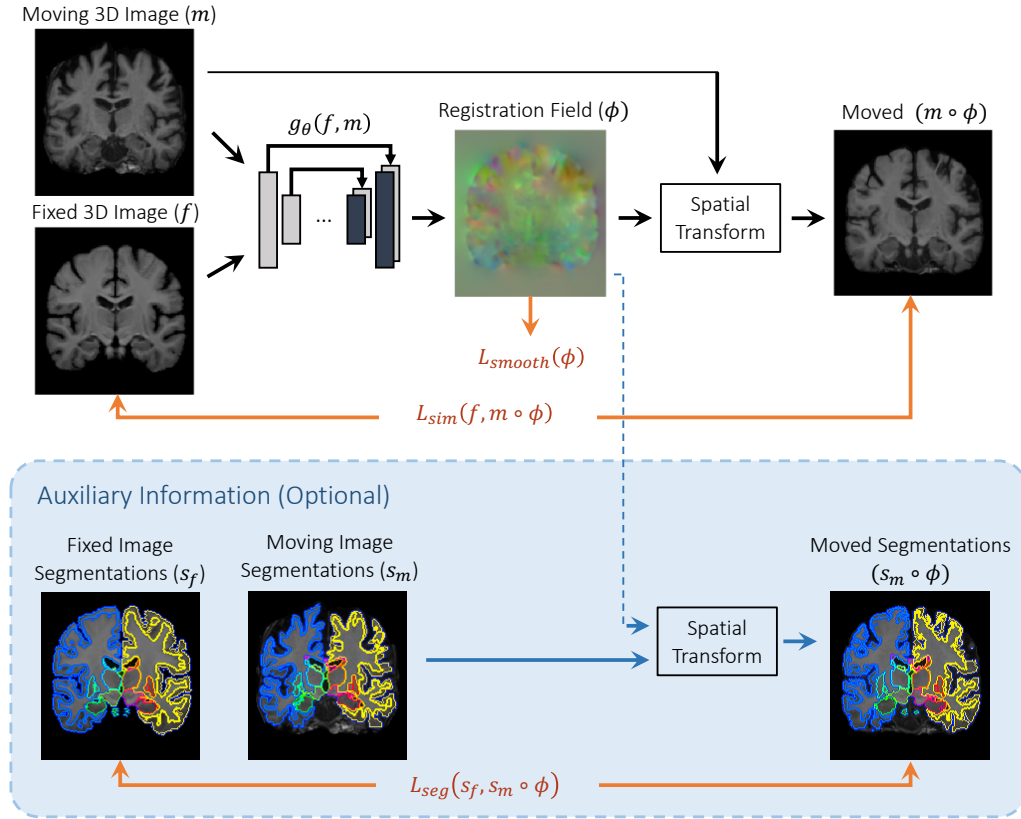 Moving 3D Image (m)
g_θ(f, m)
Registration Field (ϕ)
Moved (m ∘ ϕ)
Fixed 3D Image (f)
...
Spatial
Transform
L_smooth(ϕ)
L_sim(f, m ∘ ϕ)
Auxiliary Information (Optional)
Fixed Image
Segmentations (s_f)
Moving Image
Segmentations (s_m)
Moved Segmentations
(s_m ∘ ϕ)
Spatial
Transform
L_seg(s_f, s_m ∘ ϕ)